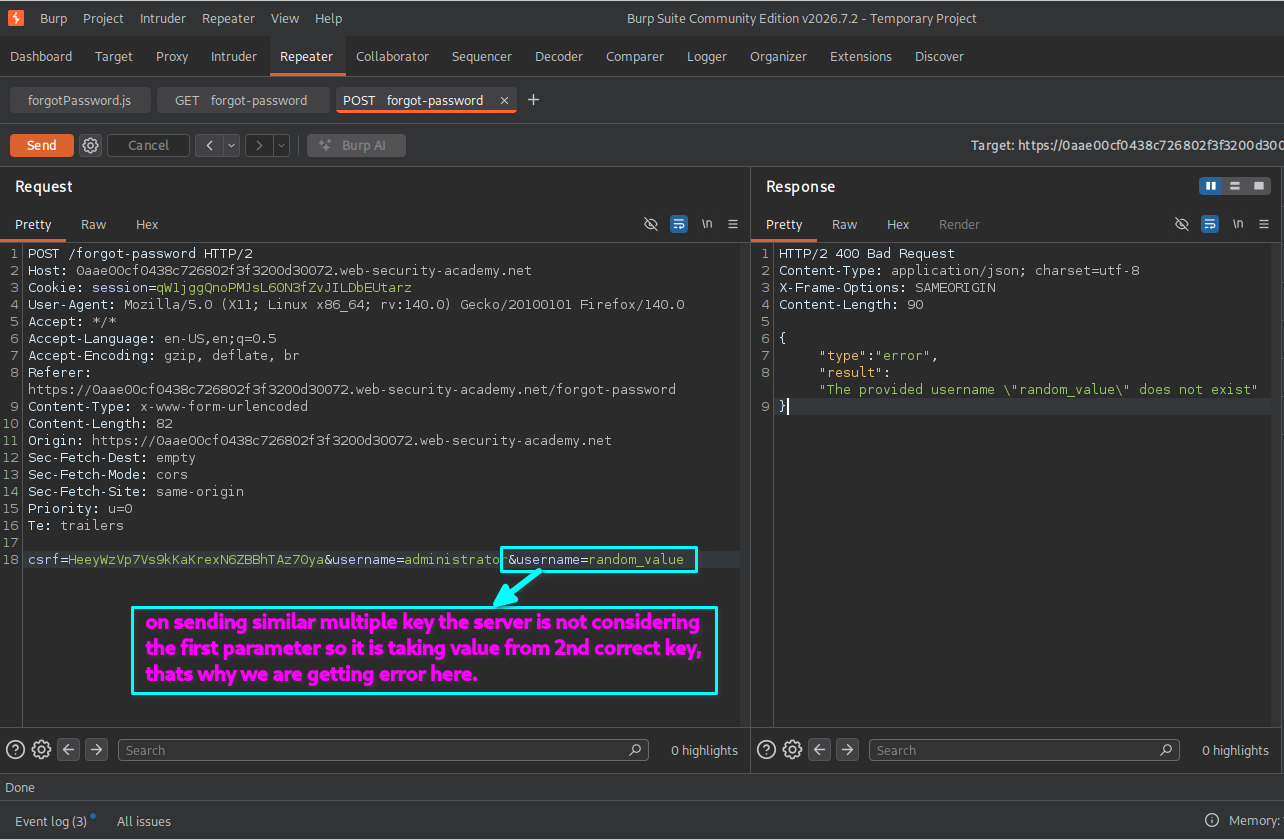 Burp Project Intruder Repeater View Help Burp Suite Community Edition v2026.7.2 - Temporary Project
Dashboard Target Proxy Intruder Repeater Collaborator Sequencer Decoder Comparer Logger Organizer Extensions Discover
forgotPassword.js GET forgot-password POST forgot-password × +
Send Cancel < > Burp AI Target: https://0aae00cf0438c726802f3f3200d300
Request
Pretty Raw Hex \n
1 POST /forgot-password HTTP/2
2 Host: 0aae00cf0438c726802f3f3200d30072.web-security-academy.net
3 Cookie: session=qW1jggQnoPMJsL6ON3fZvJILDbEUtarz
4 User-Agent: Mozilla/5.0 (X11; Linux x86_64; rv:140.0) Gecko/20100101 Firefox/140.0
5 Accept: */*
6 Accept-Language: en-US,en;q=0.5
7 Accept-Encoding: gzip, deflate, br
8 Referer:
https://0aae00cf0438c726802f3f3200d30072.web-security-academy.net/forgot-password
9 Content-Type: x-www-form-urlencoded
10 Content-Length: 82
11 Origin: https://0aae00cf0438c726802f3f3200d30072.web-security-academy.net
12 Sec-Fetch-Dest: empty
13 Sec-Fetch-Mode: cors
14 Sec-Fetch-Site: same-origin
15 Priority: u=0
16 Te: trailers
17
18 csrf=HeeyWzVp7Vs9kKaKrexN6ZBBhTAz7Oya&username=administrator&username=random_value
on sending similar multiple key the server is not considering
the first parameter so it is taking value from 2nd correct key,
thats why we are getting error here.
Search 0 highlights
Response
Pretty Raw Hex Render \n
1 HTTP/2 400 Bad Request
2 Content-Type: application/json; charset=utf-8
3 X-Frame-Options: SAMEORIGIN
4 Content-Length: 90
5
6 {
7 "type":"error",
8 "result":
"The provided username \"random_value\" does not exist"
9 }
Search 0 highlights
Done
Event log (3) All issues Memory: